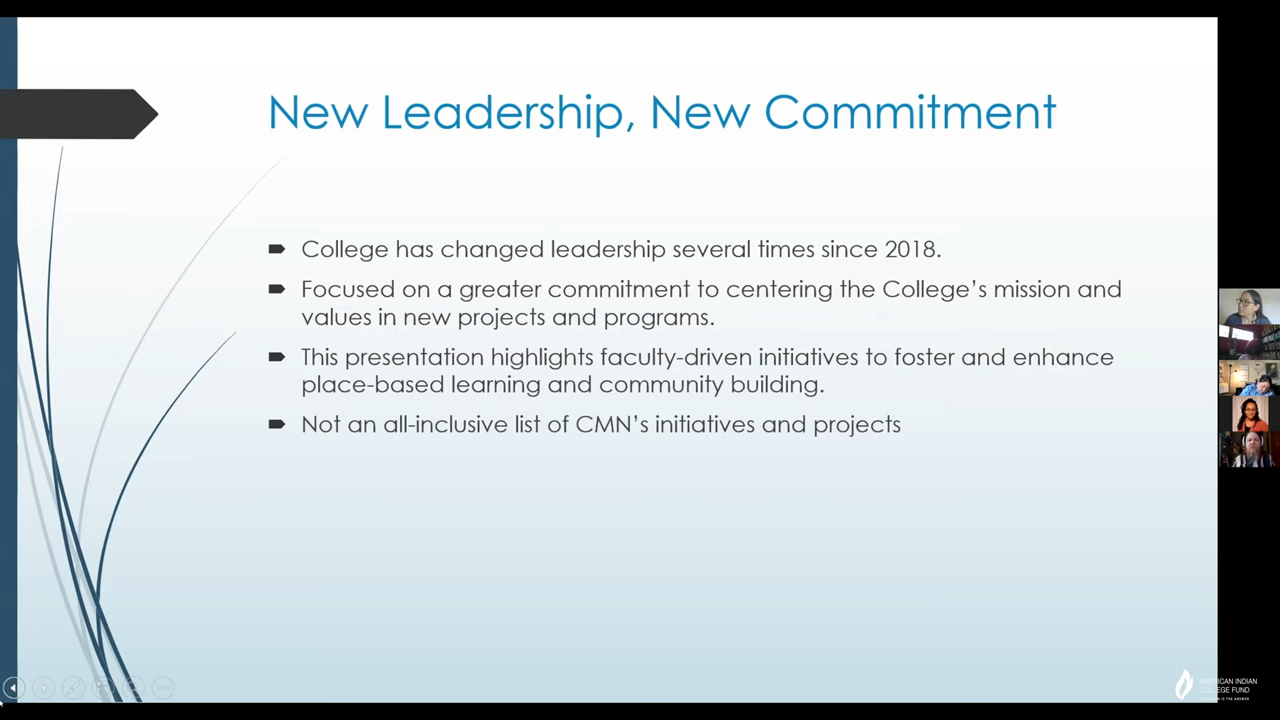 New Leadership, New Commitment
College has changed leadership several times since 2018.
Focused on a greater commitment to centering the College’s mission and
values in new projects and programs.
This presentation highlights faculty-driven initiatives to foster and enhance
place-based learning and community building.
Not an all-inclusive list of CMN’s initiatives and projects
AMERICAN INDIAN
COLLEGE FUND